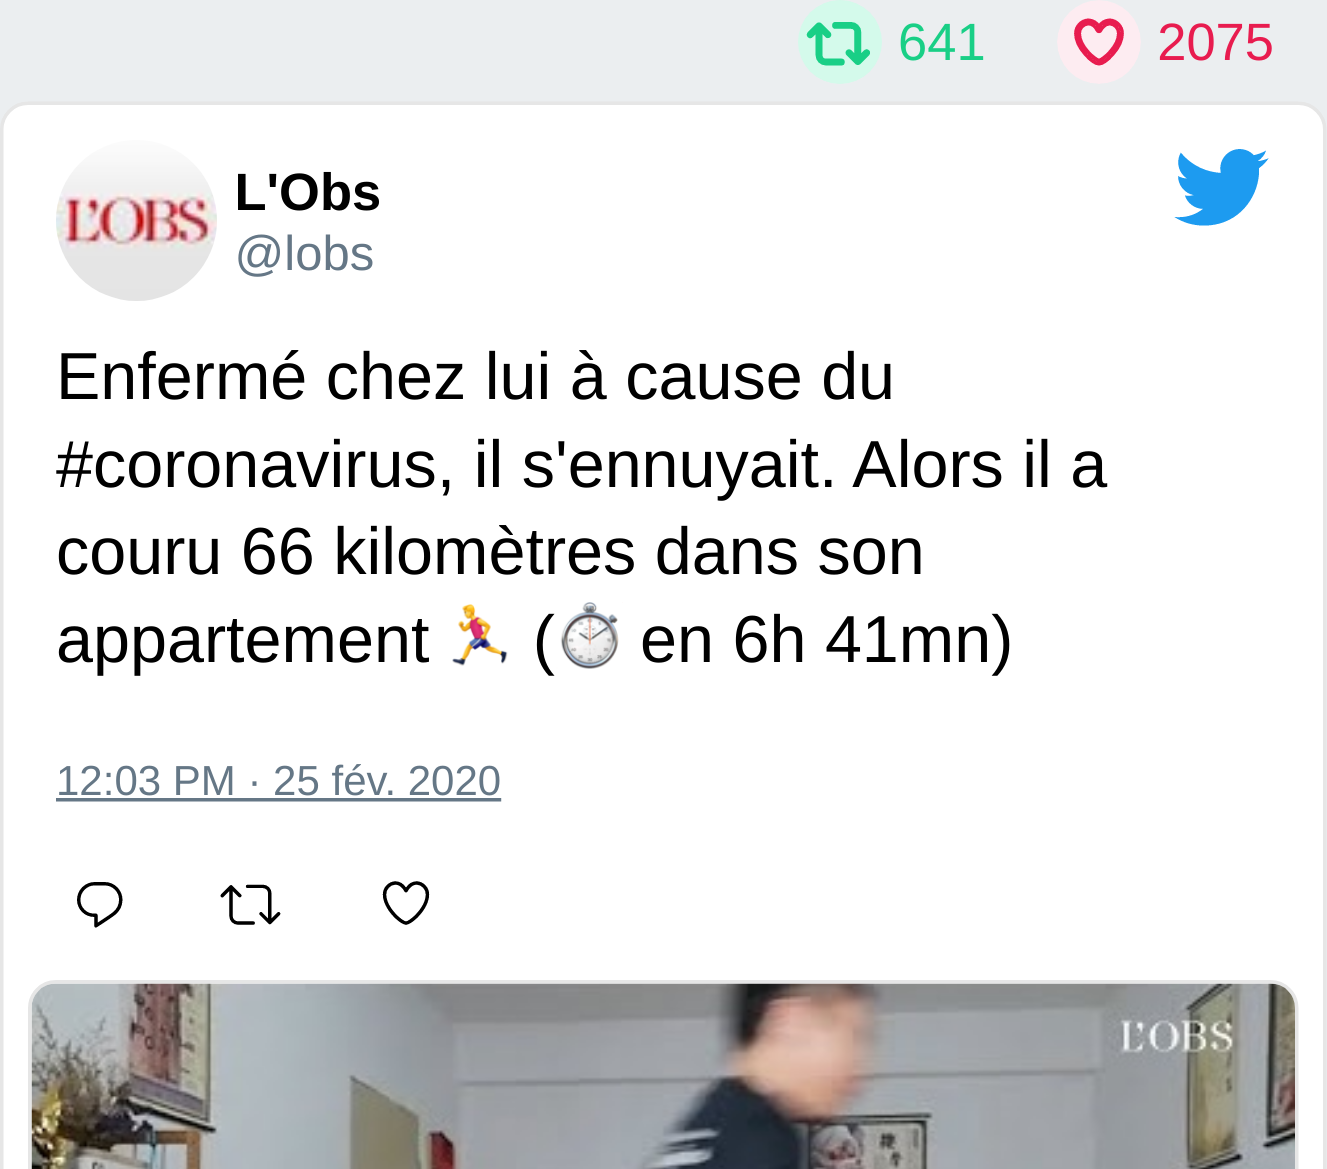 641 2075
L'OBS
L'Obs
@lobs
Enfermé chez lui à cause du
#coronavirus, il s'ennuyait. Alors il a
couru 66 kilomètres dans son
appartement 🏃 (⏱ en 6h 41mn)
12:03 PM · 25 fév. 2020
L'OBS